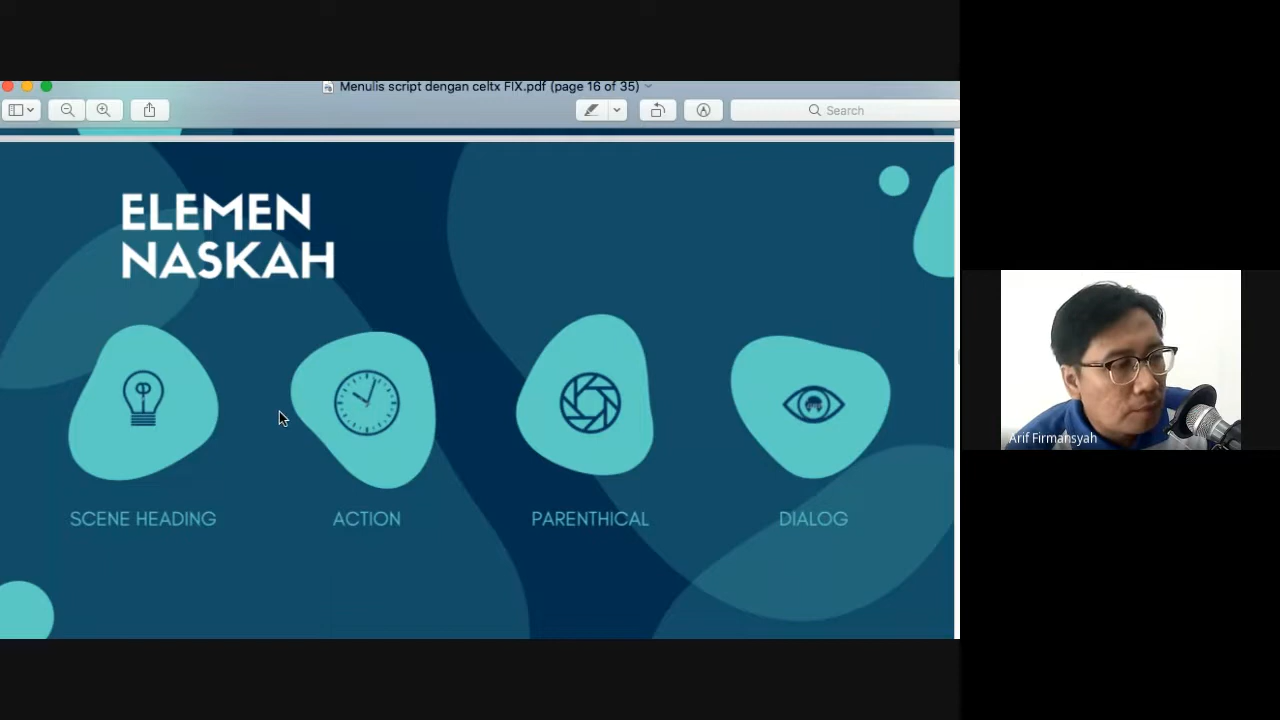 Menulis script dengan celtx FIX.pdf (page 16 of 35)
Search
ELEMEN
NASKAH
SCENE HEADING
ACTION
PARENTHICAL
DIALOG
Arif Firmansyah